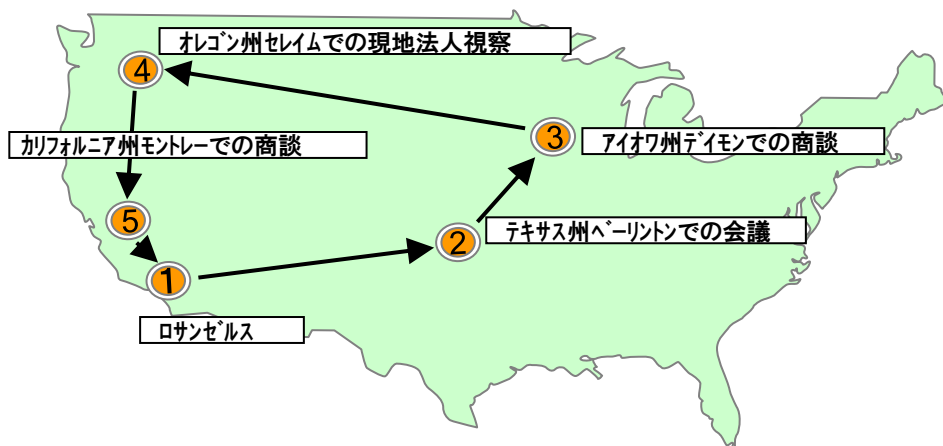 オレゴン州セレイムでの現地法人視察
4
カリフォルニア州モントレーでの商談
3
アイオワ州デイモンでの商談
5
2
テキサス州ベーリントンでの会議
1
ロサンゼルス